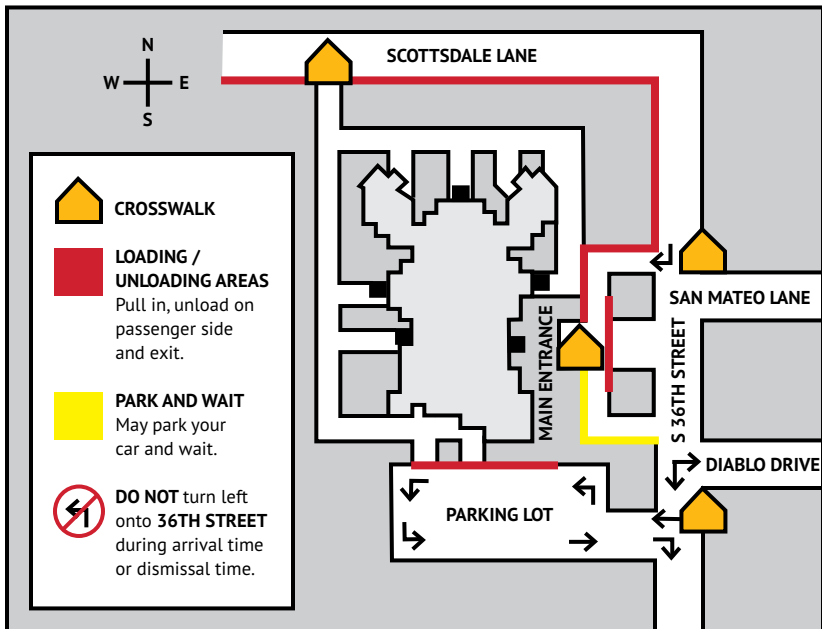 N
W E
S
SCOTTSDALE LANE
CROSSWALK
LOADING /
UNLOADING AREAS
Pull in, unload on
passenger side
and exit.
PARK AND WAIT
May park your
car and wait.
DO NOT turn left
onto 36TH STREET
during arrival time
or dismissal time.
MAIN ENTRANCE
SAN MATEO LANE
S 36TH STREET
DIABLO DRIVE
PARKING LOT